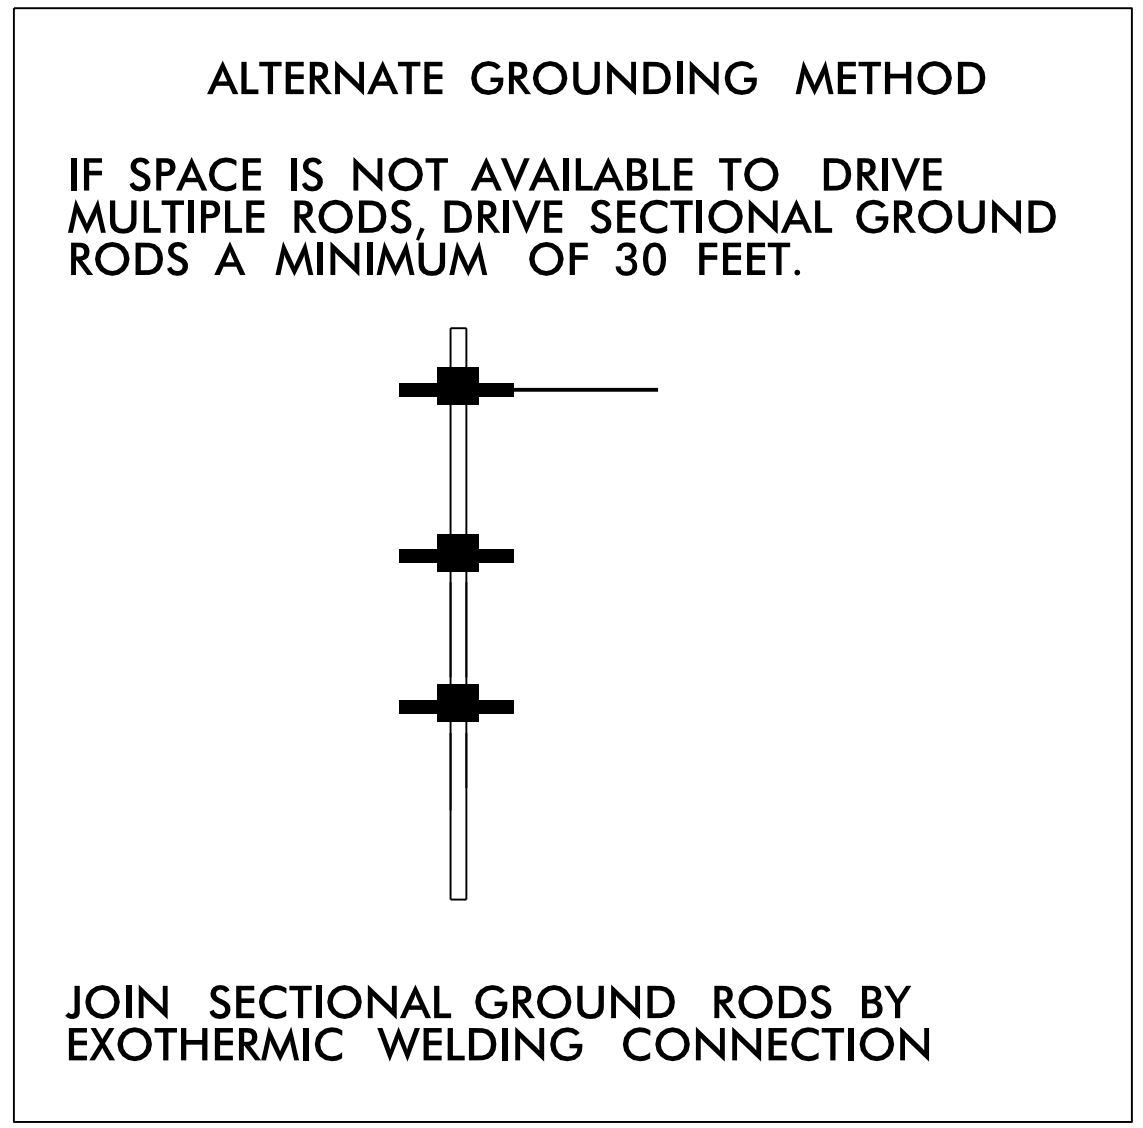 ALTERNATE GROUNDING METHOD
IF SPACE IS NOT AVAILABLE TO DRIVE
MULTIPLE RODS, DRIVE SECTIONAL GROUND
RODS A MINIMUM OF 30 FEET.
JOIN SECTIONAL GROUND RODS BY
EXOTHERMIC WELDING CONNECTION